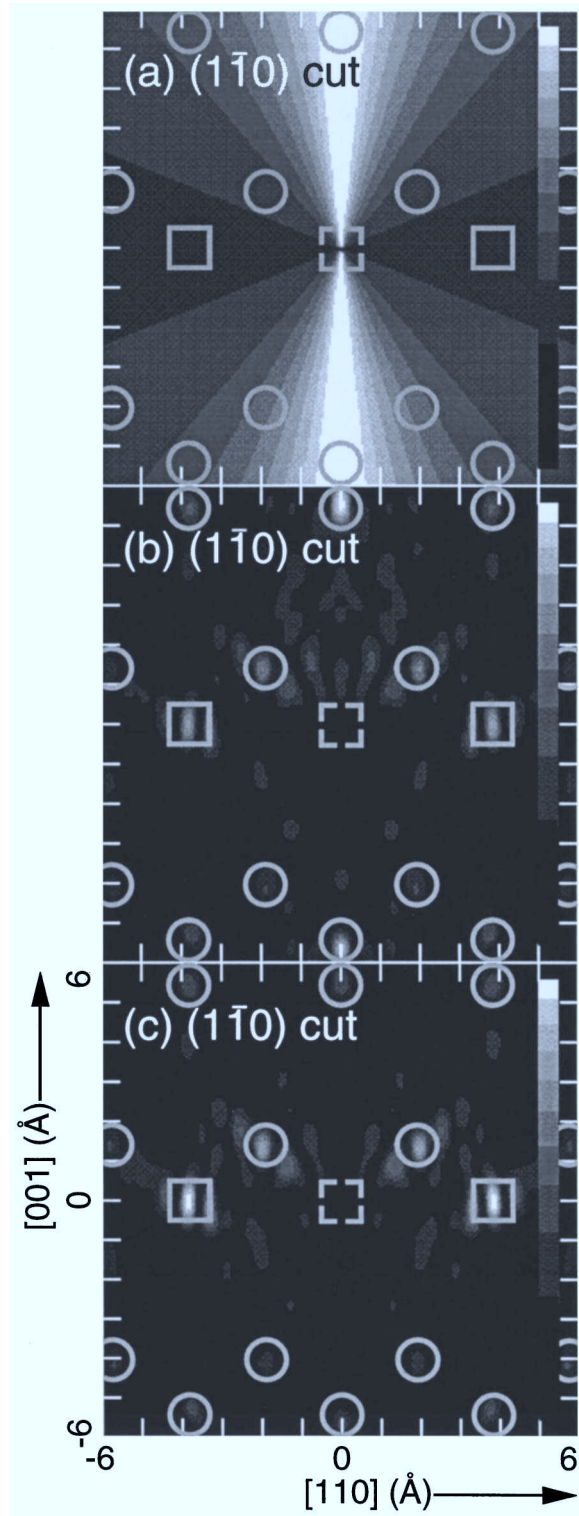 (a) (11̄0) cut
(b) (11̄0) cut
(c) (11̄0) cut
6
0
-6
[001] (Å)
-6
0
6
[110] (Å)